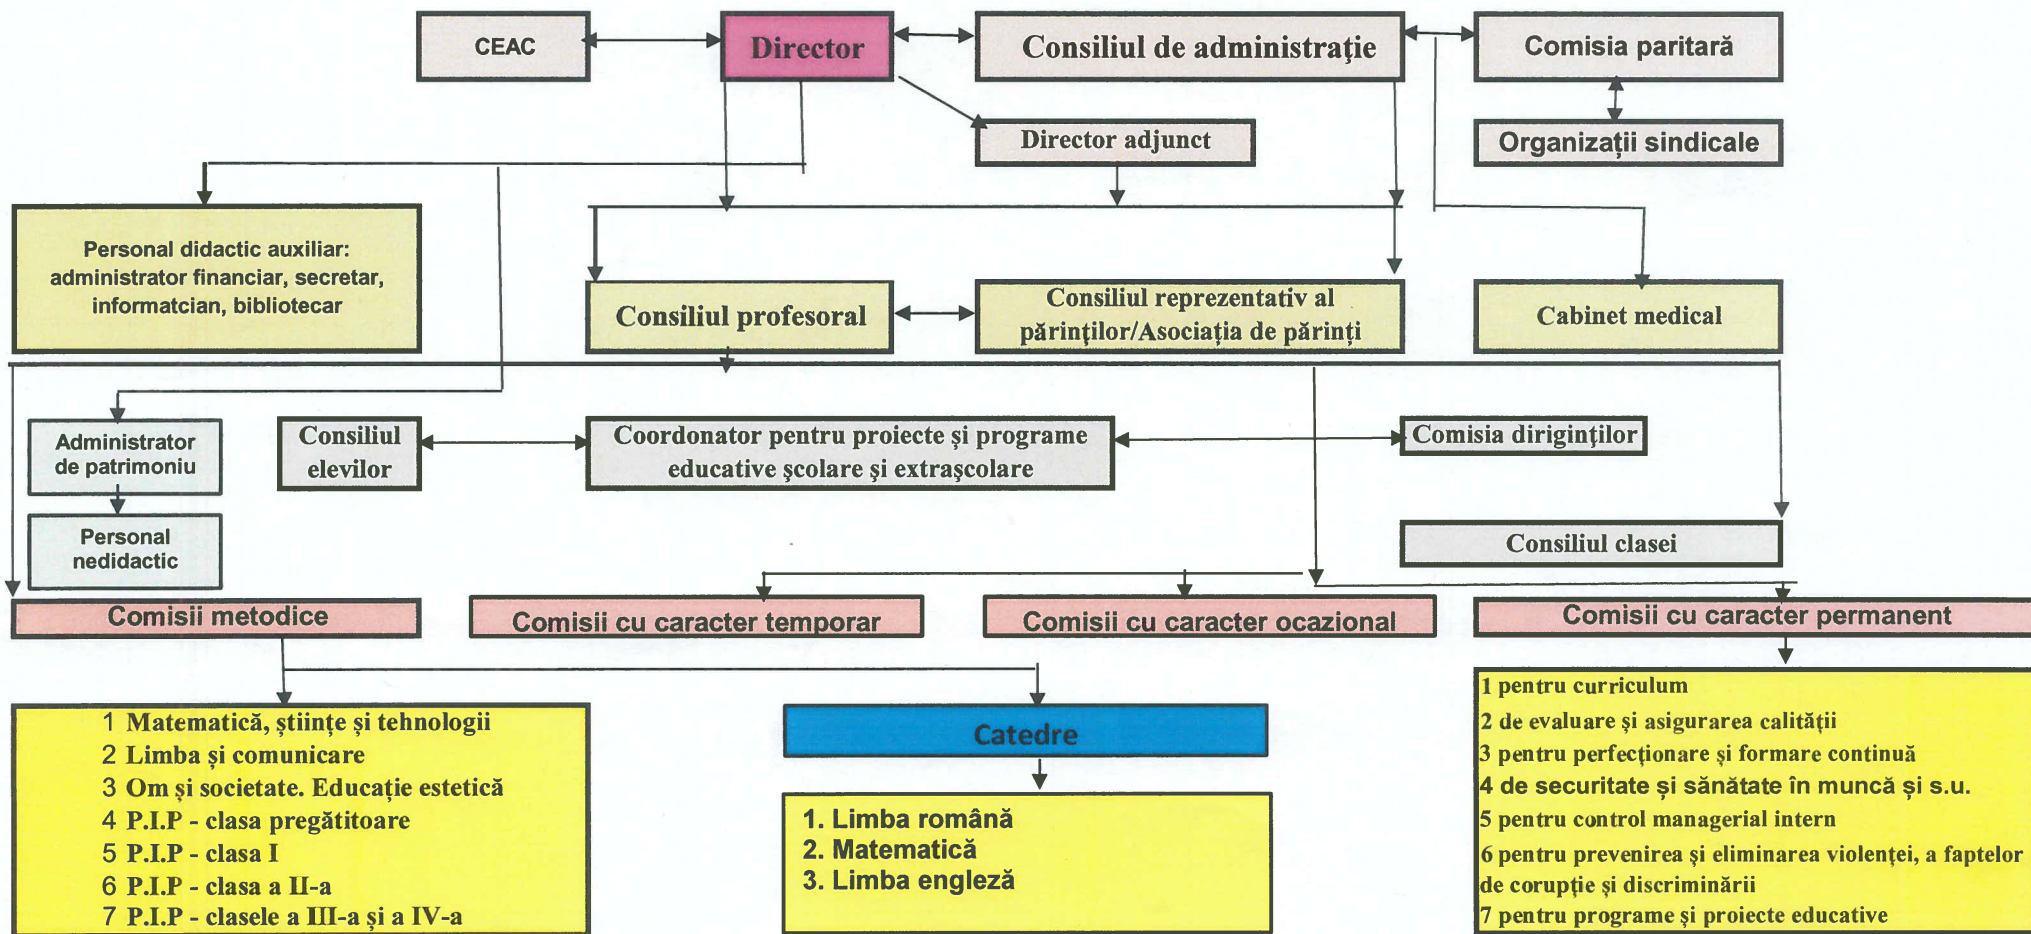 CEAC
Director
Consiliul de administraţie
Comisia paritară
Director adjunct
Organizații sindicale
Personal didactic auxiliar:
administrator financiar, secretar,
informatcian, bibliotecar
Consiliul profesoral
Consiliul reprezentativ al
părinților/Asociația de părinți
Cabinet medical
Administrator
de patrimoniu
Consiliul
elevilor
Coordonator pentru proiecte și programe
educative şcolare și extraşcolare
Comisia diriginților
Personal
nedidactic
Consiliul clasei
Comisii metodice
Comisii cu caracter temporar
Comisii cu caracter ocazional
Comisii cu caracter permanent
1 Matematică, științe și tehnologii
2 Limba și comunicare
3 Om și societate. Educație estetică
4 P.I.P - clasa pregătitoare
5 P.I.P - clasa I
6 P.I.P - clasa a II-a
7 P.I.P - clasele a III-a și a IV-a
Catedre
1. Limba română
2. Matematică
3. Limba engleză
1 pentru curriculum
2 de evaluare și asigurarea calității
3 pentru perfecționare și formare continuă
4 de securitate și sănătate în muncă și s.u.
5 pentru control managerial intern
6 pentru prevenirea și eliminarea violenței, a faptelor
de corupție și discriminării
7 pentru programe și proiecte educative